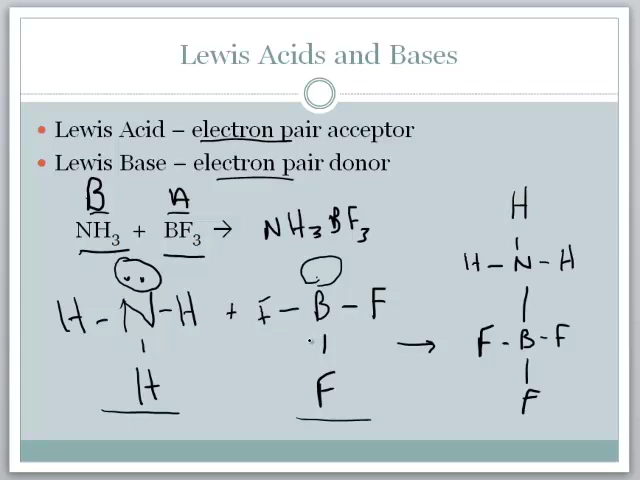 Lewis Acids and Bases
• Lewis Acid – electron pair acceptor
• Lewis Base – electron pair donor
B A
NH₃ + BF₃ → NH₃BF₃
H
H – N – H
H – N – H + F – B – F →
F – B – F
H F
F